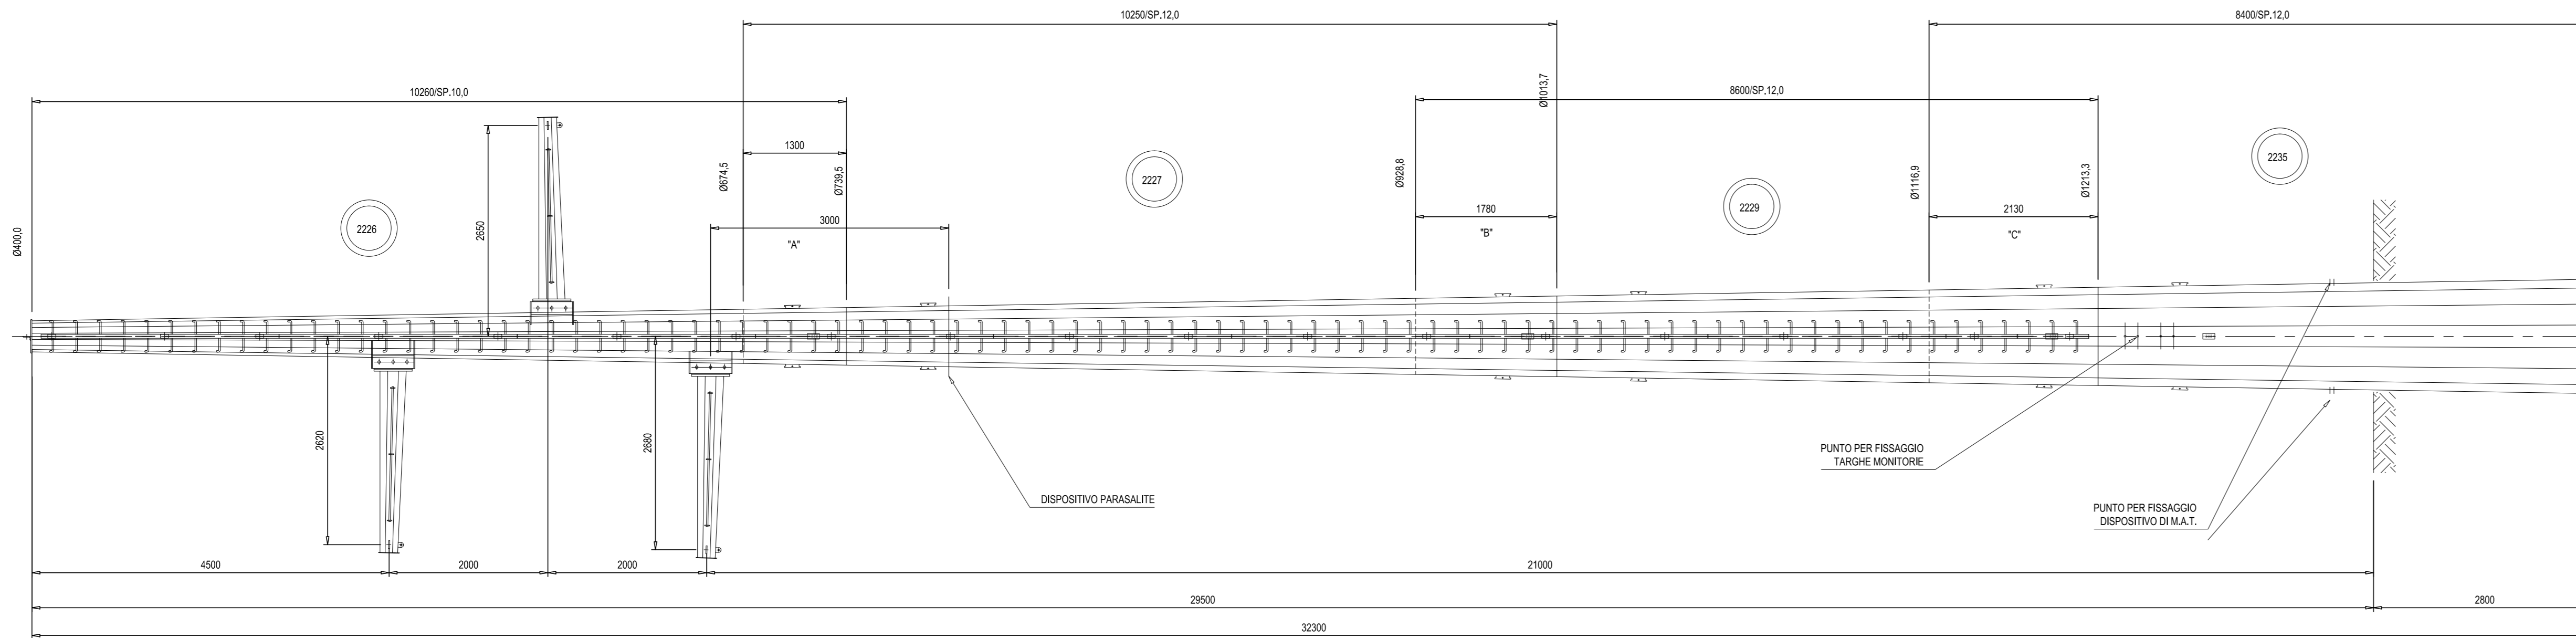 10250/SP.12,0
8400/SP.12,0
10260/SP.10,0
8600/SP.12,0
Ø1013,7
1300
2235
Ø674,5
Ø739,5
2227
Ø928,8
Ø1116,9
Ø1213,3
2650
2226
3000
"A"
1780
"B"
2229
2130
"C"
Ø400,0
2620
2680
PUNTO PER FISSAGGIO
TARGHE MONITORIE
DISPOSITIVO PARASALITE
PUNTO PER FISSAGGIO
DISPOSITIVO DI M.A.T.
4500
2000
2000
21000
29500
2800
32300